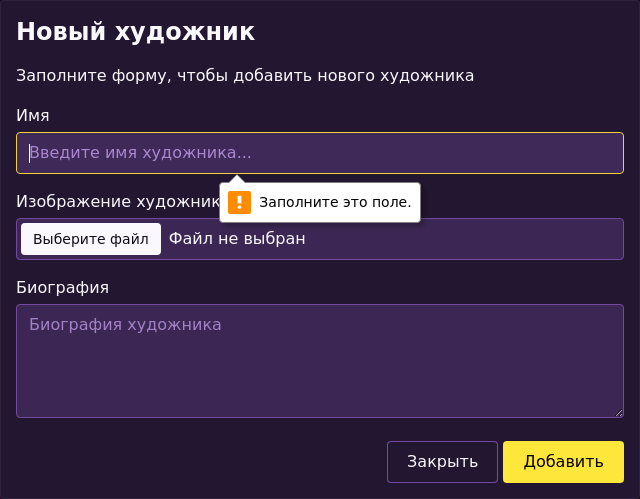 Новый художник
Заполните форму, чтобы добавить нового художника
Имя
Введите имя художника...
Заполните это поле.
Изображение
Выберите файл
Файл не выбран
Биография
Биография художника
Закрыть
Добавить